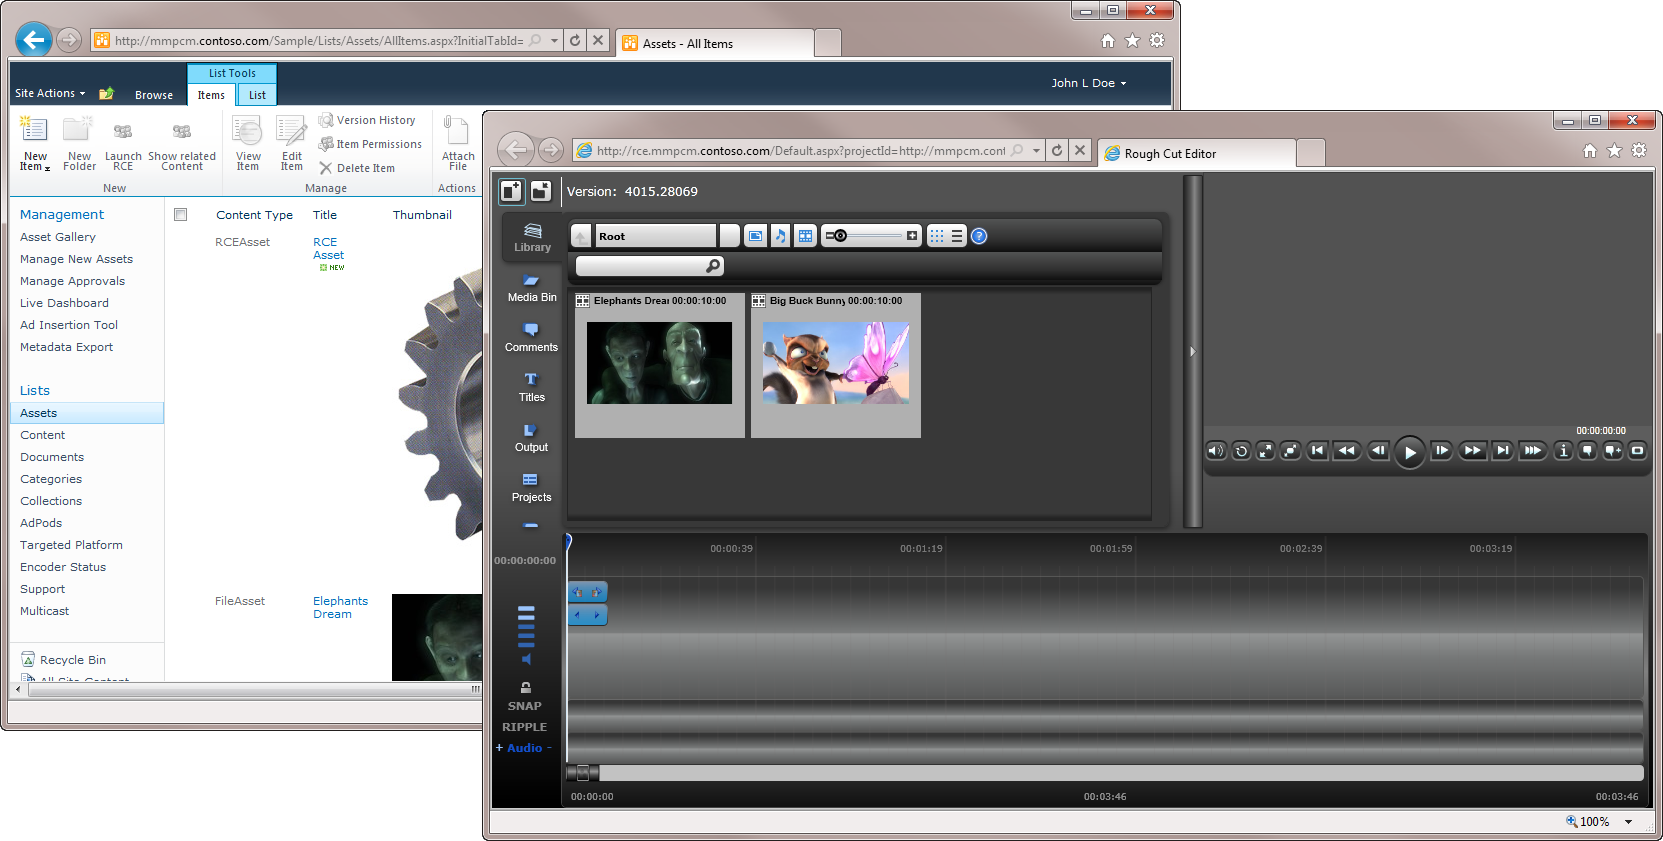 http://mmpcm.contoso.com/Sample/Lists/Assets/AllItems.aspx?InitialTabId=
Assets - All Items
List Tools
John L Doe
Site Actions
Browse
Items
List
New Item
New Folder
Launch RCE
Show related Content
New
View Item
Edit Item
Version History
Item Permissions
Delete Item
Manage
Attach File
Actions
Management
Asset Gallery
Manage New Assets
Manage Approvals
Live Dashboard
Ad Insertion Tool
Metadata Export
Lists
Assets
Content
Documents
Categories
Collections
AdPods
Targeted Platform
Encoder Status
Support
Multicast
Recycle Bin
All Site Content
Content Type Title Thumbnail
RCEAsset
RCE
Asset
NEW
FileAsset
Elephants
Dream
http://rce.mmpcm.contoso.com/Default.aspx?projectId=http://mmpcm.cont
Rough Cut Editor
Version: 4015.28069
Library
Media Bin
Comments
Titles
Output
Projects
Root
Elephants Drear 00:00:10:00
Big Buck Bunny 00:00:10:00
00:00:00:00
00:00:00:00
00:00:39 00:01:19 00:01:59 00:02:39 00:03:19
SNAP
RIPPLE
+ Audio -
00:00:00 00:03:46 00:03:46
100%